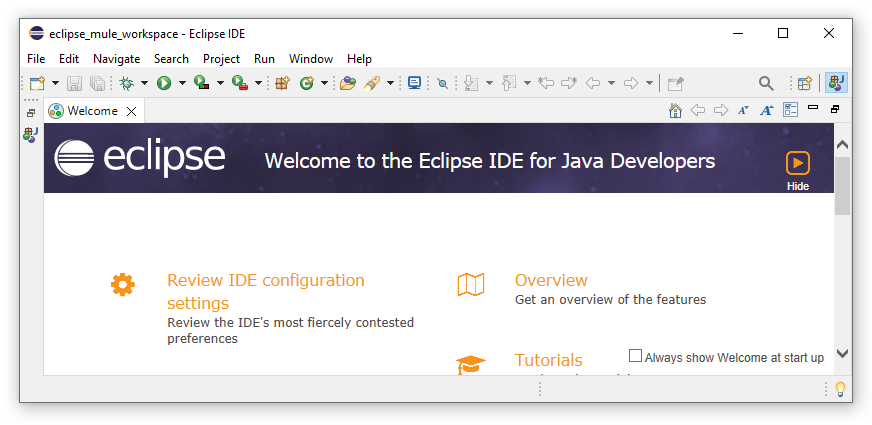 eclipse_mule_workspace - Eclipse IDE
File Edit Navigate Search Project Run Window Help
Welcome
eclipse
Welcome to the Eclipse IDE for Java Developers
Hide
Review IDE configuration
settings
Review the IDE's most fiercely contested
preferences
Overview
Get an overview of the features
Tutorials
Always show Welcome at start up